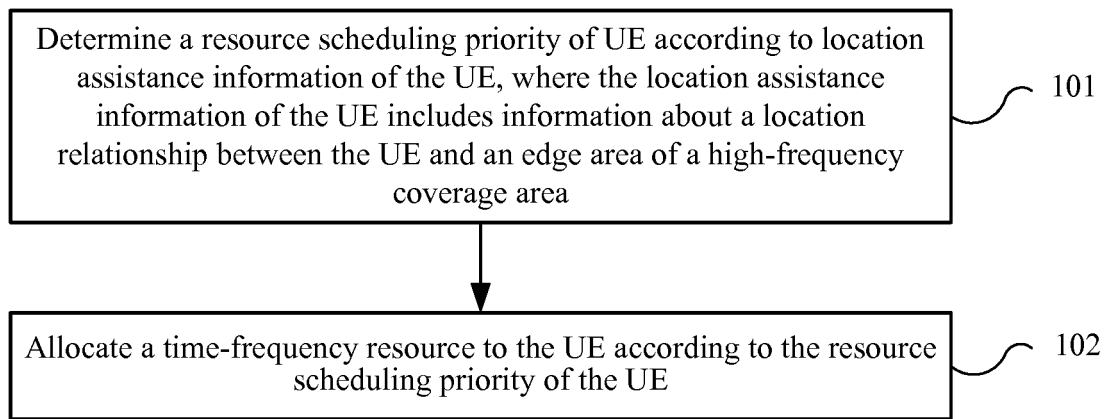 Determine a resource scheduling priority of UE according to location
assistance information of the UE, where the location assistance
information of the UE includes information about a location
relationship between the UE and an edge area of a high-frequency
coverage area
101
Allocate a time-frequency resource to the UE according to the resource
scheduling priority of the UE
102